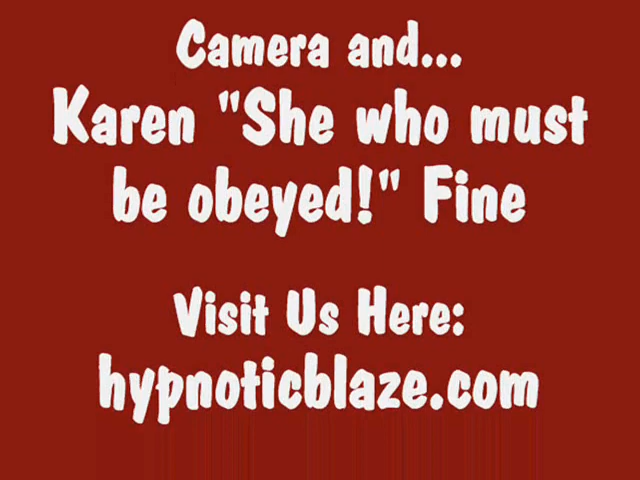 Camera and...
Karen "She who must
be obeyed!" Fine
Visit Us Here:
hypnoticblaze.com